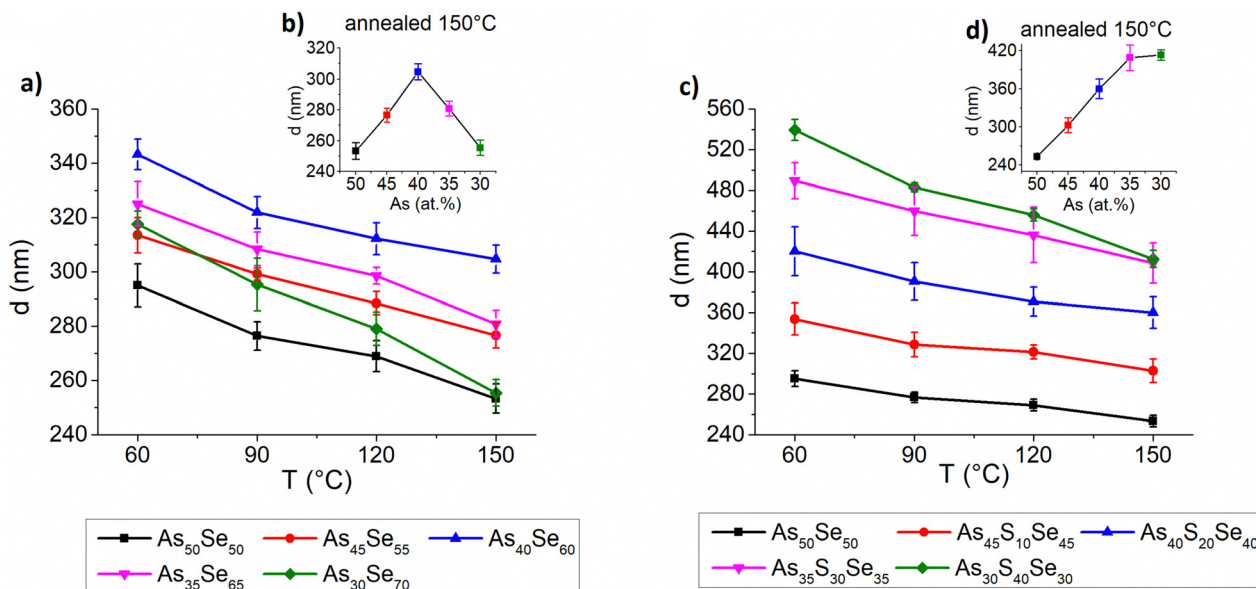 a)
360
340
320
300
280
260
240
d (nm)
60 90 120 150
T (°C)
b)
annealed 150°C
320
300
280
260
240
d (nm)
50 45 40 35 30
As (at.%)
As₅₀Se₅₀ As₄₅Se₅₅ As₄₀Se₆₀
As₃₅Se₆₅ As₃₀Se₇₀
c)
560
520
480
440
400
360
320
280
240
d (nm)
60 90 120 150
T (°C)
d)
annealed 150°C
420
360
300
240
d (nm)
50 45 40 35 30
As (at.%)
As₅₀Se₅₀ As₄₅S₁₀Se₄₅ As₄₀S₂₀Se₄₀
As₃₅S₃₀Se₃₅ As₃₀S₄₀Se₃₀